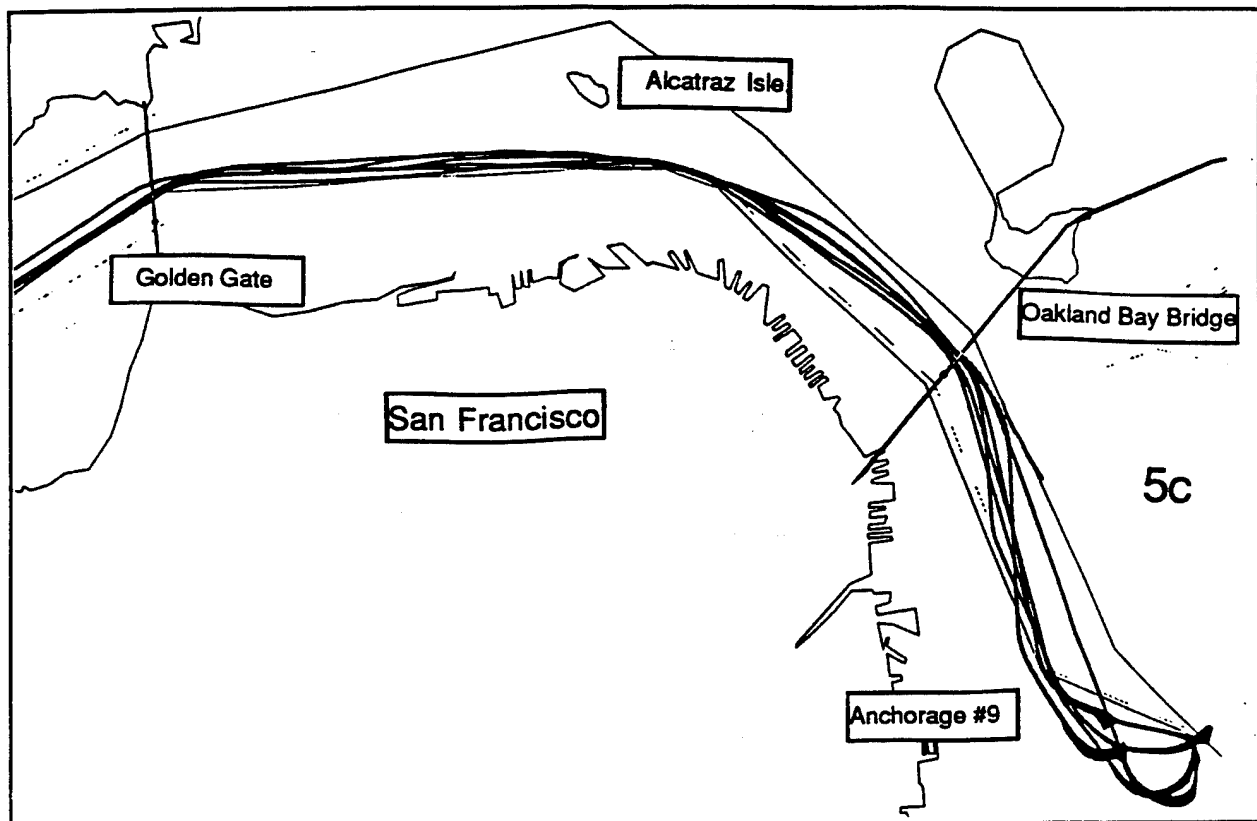 Alcatraz Isle.
Golden Gate
Oakland Bay Bridge
San Francisco
5c
Anchorage #9